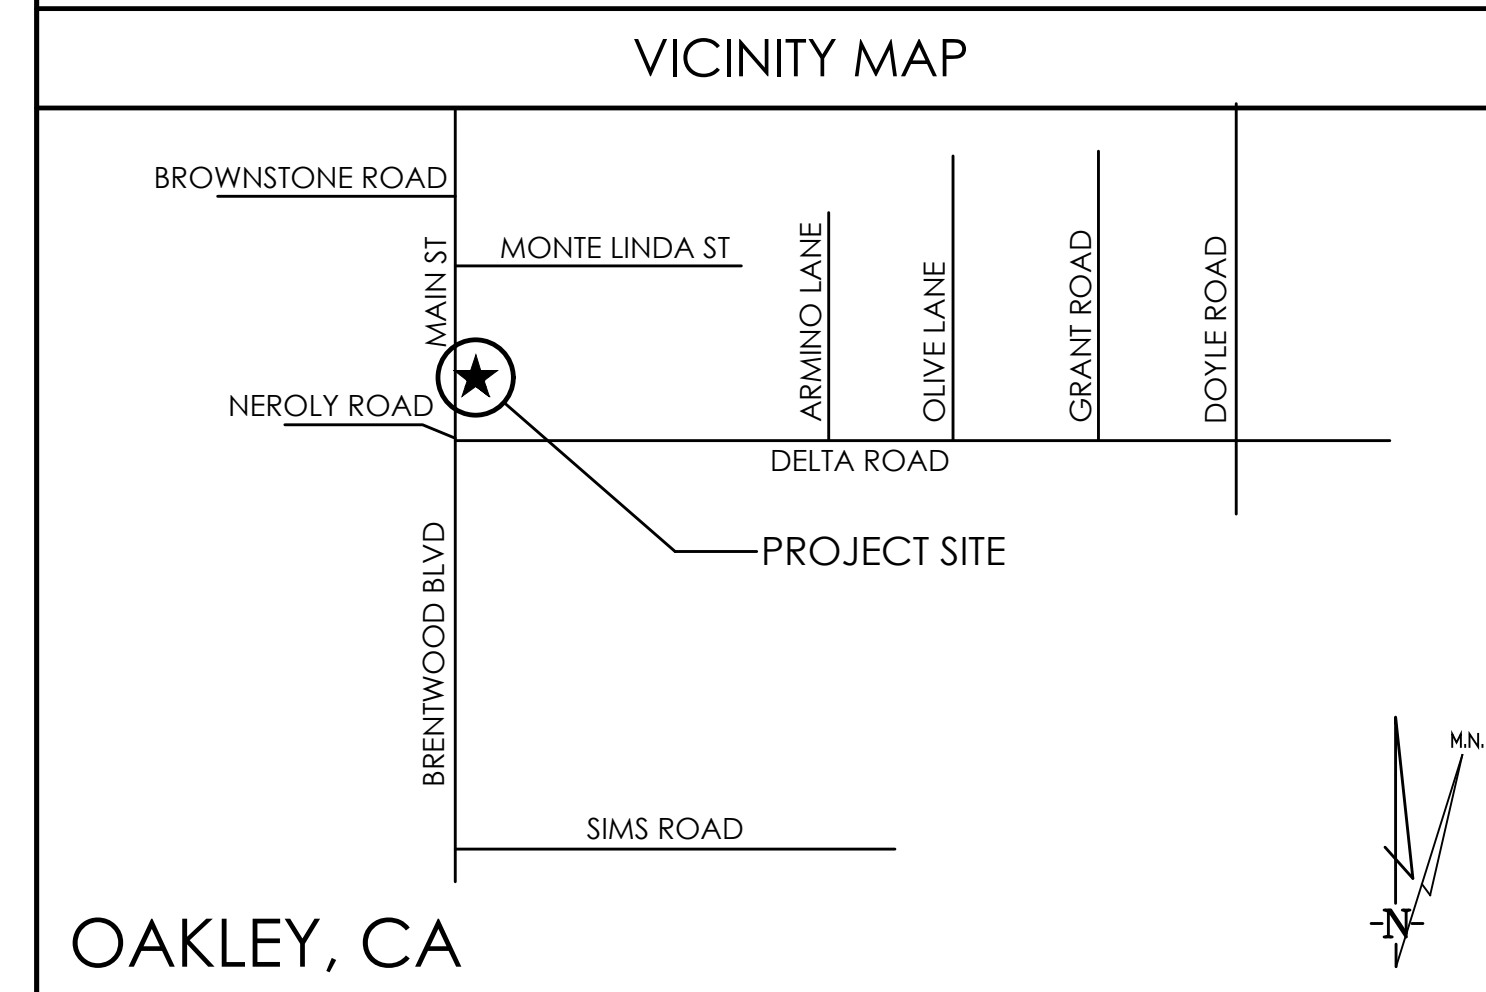 VICINITY MAP
BROWNSTONE ROAD
MONTE LINDA ST
MAIN ST
ARMINO LANE
OLIVE LANE
GRANT ROAD
DOYLE ROAD
NEROLY ROAD
DELTA ROAD
PROJECT SITE
BRENTWOOD BLVD
M.N.
SIMS ROAD
N
OAKLEY, CA